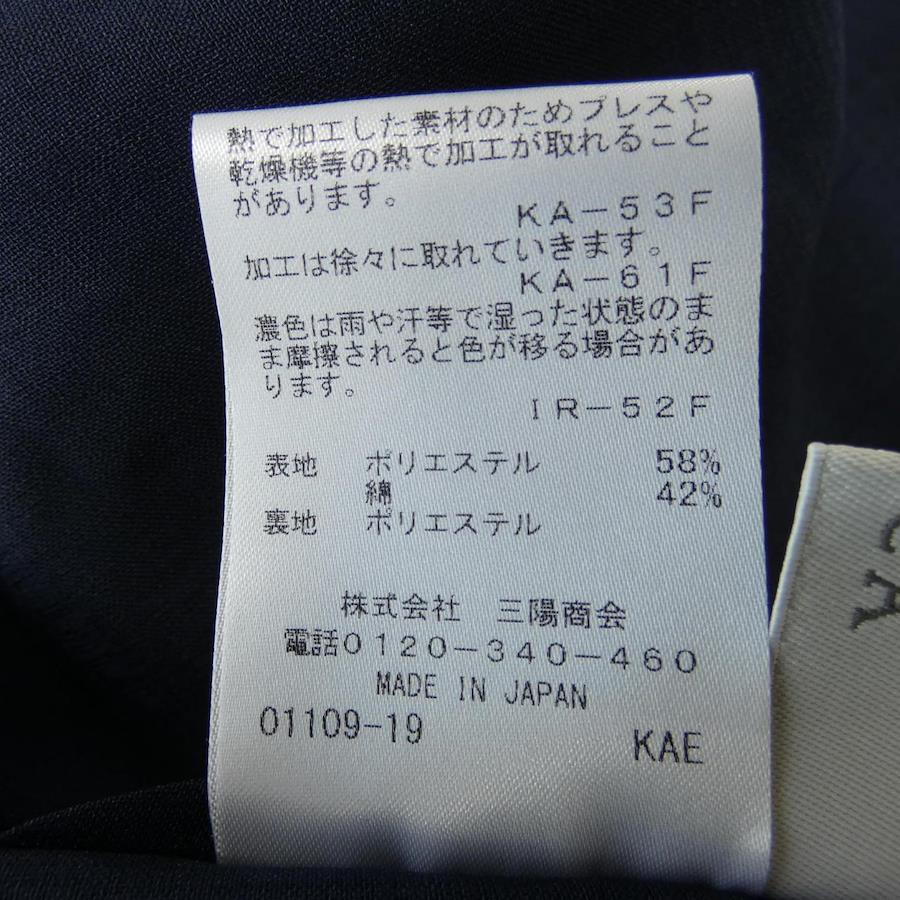 熱で加工した素材のためプレスや
乾燥機等の熱で加工が取れること
があります。
KA-53F
加工は徐々に取れていきます。
KA-61F
濃色は雨や汗等で湿った状態のま
ま摩擦されると色が移る場合があ
ります。
IR-52F
表地 ポリエステル 58%
綿 42%
裏地 ポリエステル
株式会社 三陽商会
電話0120-340-460
MADE IN JAPAN
01109-19 KAE
CA